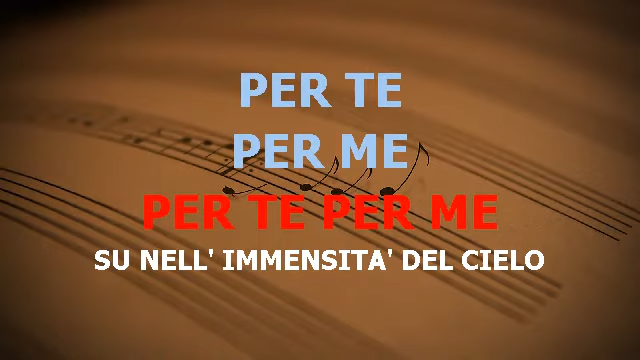 PER TE
PER ME
PER TE PER ME
SU NELL' IMMENSITA' DEL CIELO